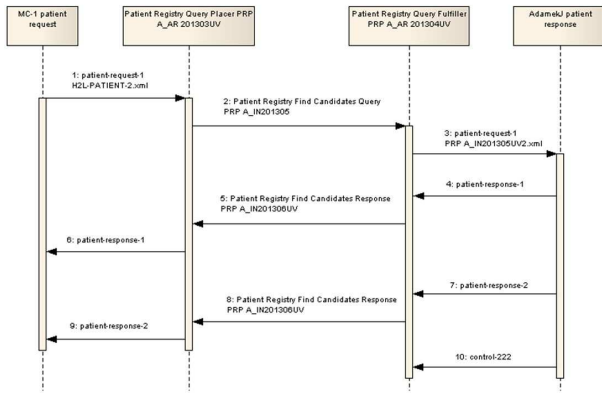 MC-1 patient
request
Patient Registry Query Placer PRP
A_AR 201303UV
Patient Registry Query Fulfiller
PRP A_AR 201304UV
AdamekJ patient
response
1: patient-request-1
H2L-PATIENT-2.xml
2: Patient Registry Find Candidates Query
PRP A_IN201305
3: patient-request-1
PRP A_IN201305UV2.xml
4: patient-response-1
5: Patient Registry Find Candidates Response
PRP A_IN201306UV
6: patient-response-1
7: patient-response-2
8: Patient Registry Find Candidates Response
PRP A_IN201306UV
9: patient-response-2
10: control-222